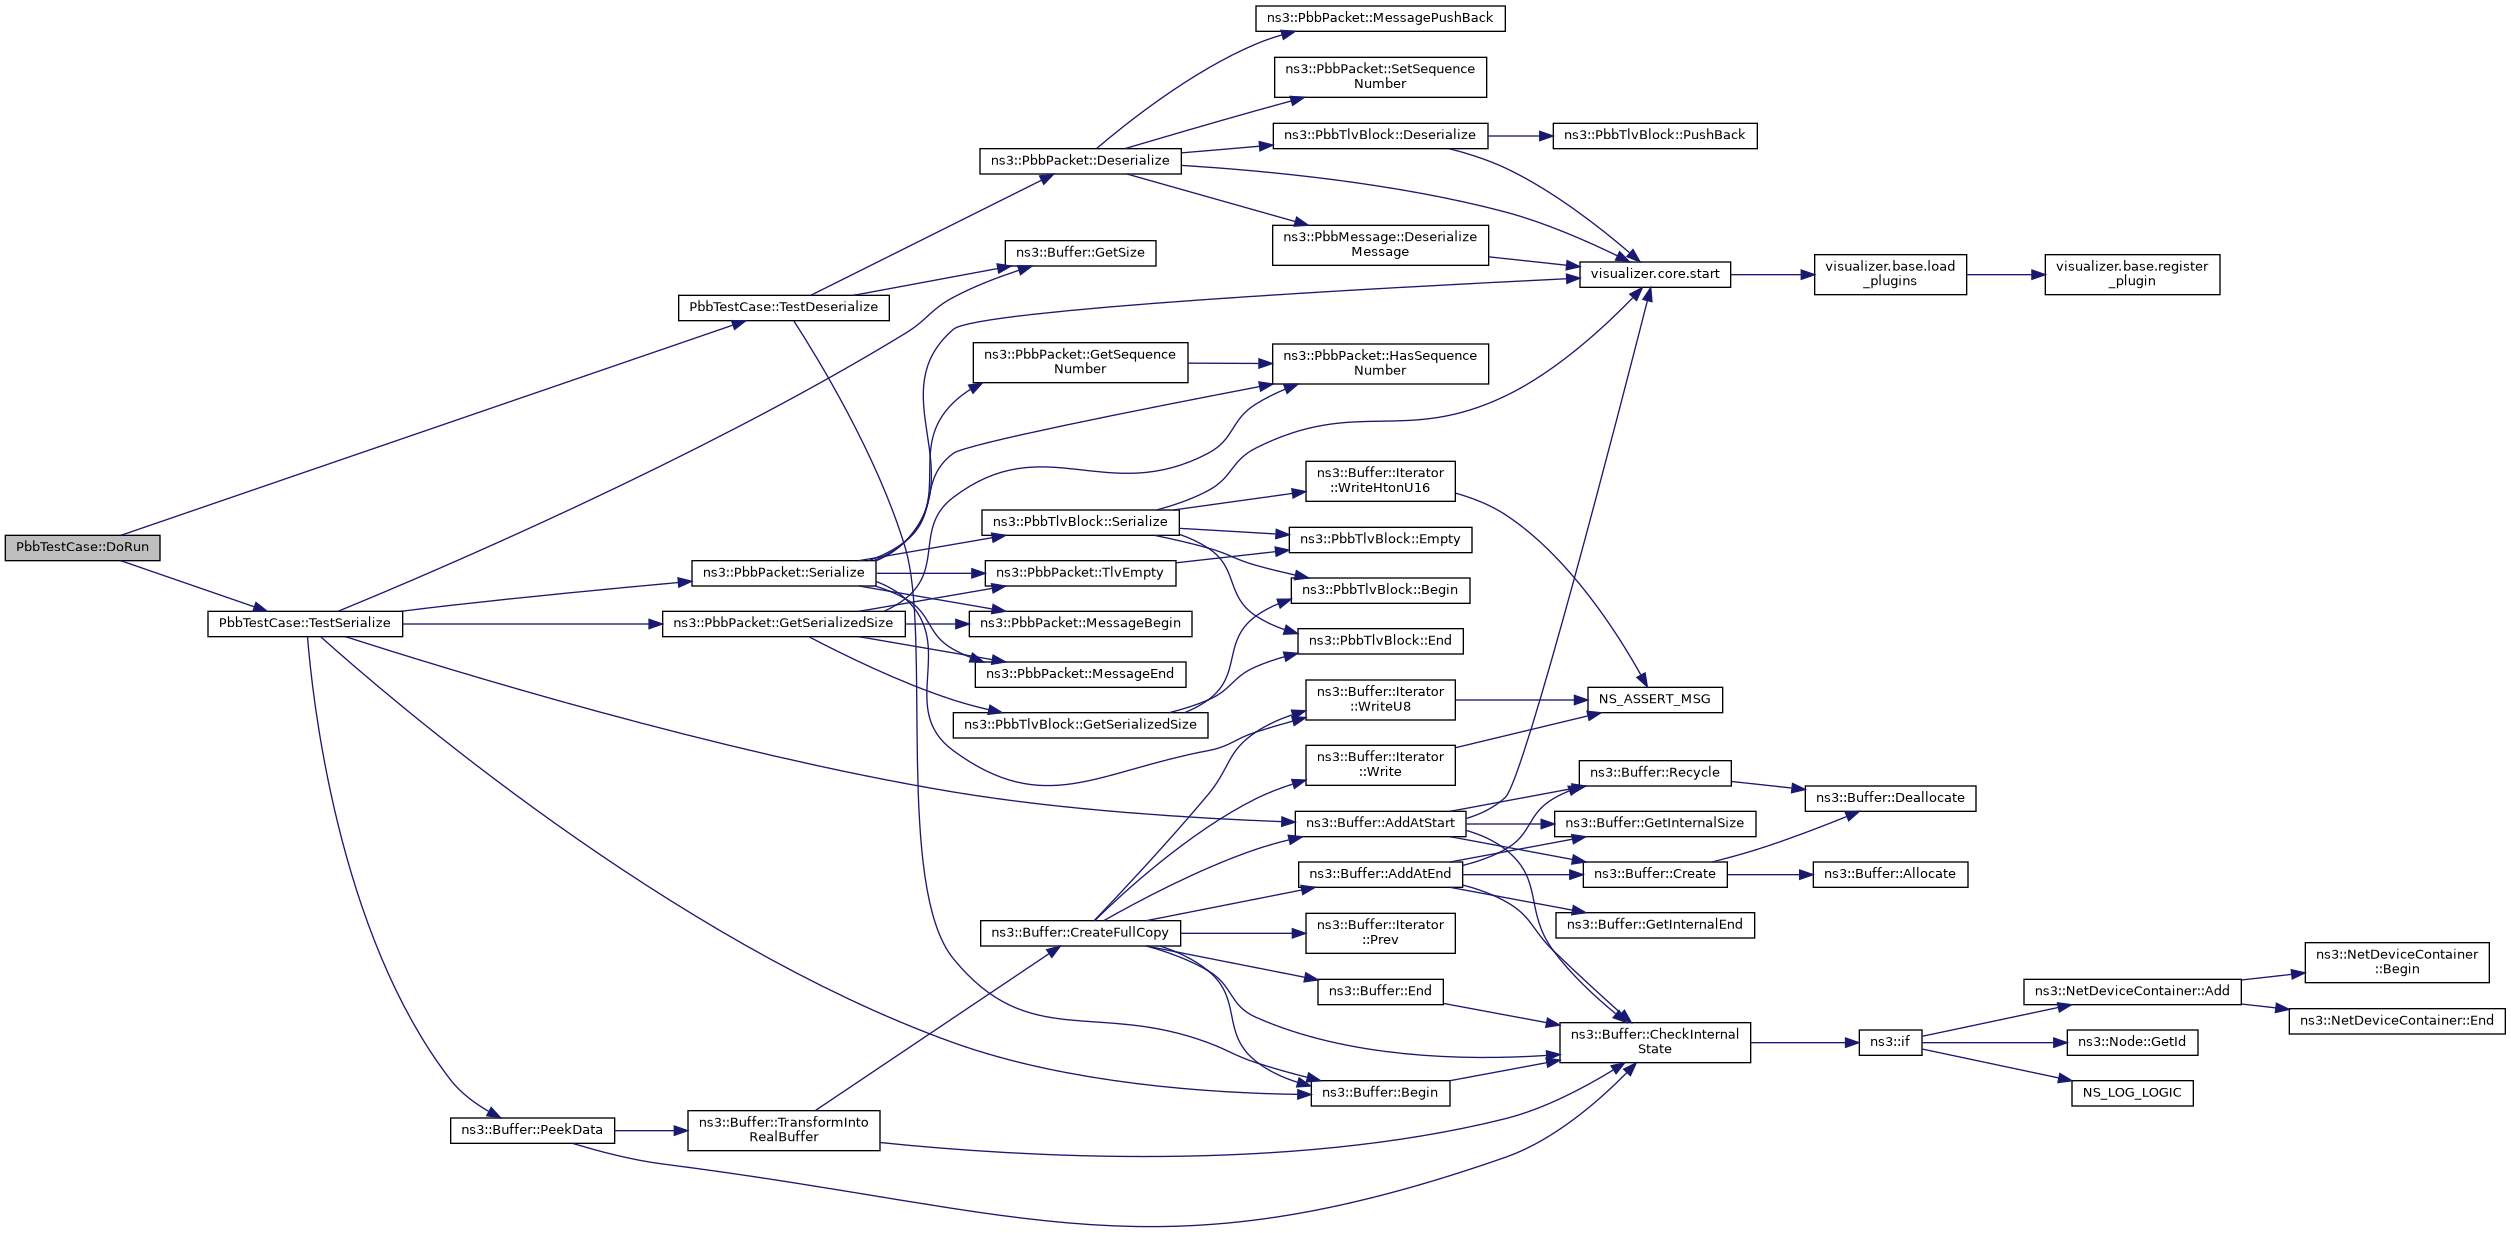 PbbTestCase::DoRun
PbbTestCase::TestDeserialize
PbbTestCase::TestSerialize
ns3::PbbPacket::Deserialize
ns3::Buffer::GetSize
ns3::PbbPacket::MessagePushBack
ns3::PbbPacket::SetSequence
Number
ns3::PbbTlvBlock::Deserialize
ns3::PbbTlvBlock::PushBack
ns3::PbbMessage::Deserialize
Message
visualizer.core.start
visualizer.base.load
_plugins
visualizer.base.register
_plugin
ns3::PbbPacket::GetSequence
Number
ns3::PbbPacket::HasSequence
Number
ns3::PbbPacket::Serialize
ns3::PbbPacket::GetSerializedSize
ns3::PbbTlvBlock::Serialize
ns3::PbbPacket::TlvEmpty
ns3::PbbPacket::MessageBegin
ns3::PbbPacket::MessageEnd
ns3::PbbTlvBlock::GetSerializedSize
ns3::Buffer::Iterator
::WriteHtonU16
ns3::PbbTlvBlock::Empty
ns3::PbbTlvBlock::Begin
ns3::PbbTlvBlock::End
ns3::Buffer::Iterator
::WriteU8
ns3::Buffer::Iterator
::Write
NS_ASSERT_MSG
ns3::Buffer::AddAtStart
ns3::Buffer::AddAtEnd
ns3::Buffer::Recycle
ns3::Buffer::GetInternalSize
ns3::Buffer::Create
ns3::Buffer::GetInternalEnd
ns3::Buffer::Deallocate
ns3::Buffer::Allocate
ns3::Buffer::CreateFullCopy
ns3::Buffer::Iterator
::Prev
ns3::Buffer::End
ns3::Buffer::CheckInternal
State
ns3::Buffer::Begin
ns3::Buffer::PeekData
ns3::Buffer::TransformInto
RealBuffer
ns3::if
ns3::NetDeviceContainer::Add
ns3::Node::GetId
NS_LOG_LOGIC
ns3::NetDeviceContainer
::Begin
ns3::NetDeviceContainer::End